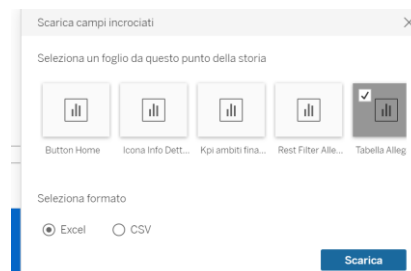 Scarica campi incrociati
Seleziona un foglio da questo punto della storia
Button Home
Icona Info Dett...
Kpi ambiti fina...
Rest Filter Alle...
Tabella Alleg
Seleziona formato
Excel
CSV
Scarica